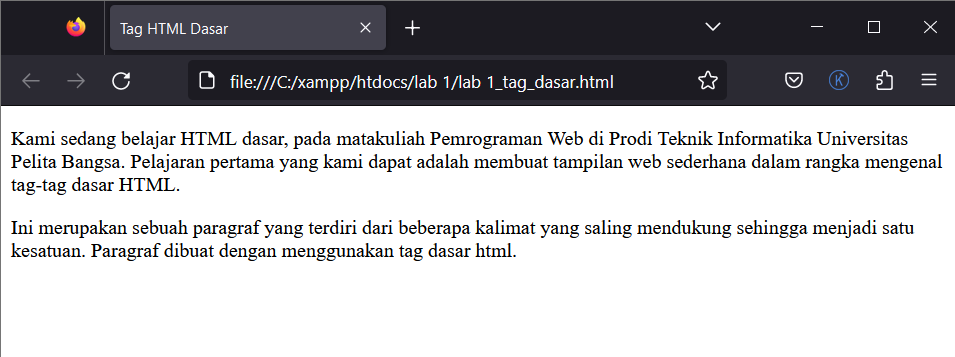 Tag HTML Dasar
file:///C:/xampp/htdocs/lab 1/lab 1_tag_dasar.html
Kami sedang belajar HTML dasar, pada matakuliah Pemrograman Web di Prodi Teknik Informatika Universitas
Pelita Bangsa. Pelajaran pertama yang kami dapat adalah membuat tampilan web sederhana dalam rangka mengenal
tag-tag dasar HTML.
Ini merupakan sebuah paragraf yang terdiri dari beberapa kalimat yang saling mendukung sehingga menjadi satu
kesatuan. Paragraf dibuat dengan menggunakan tag dasar html.